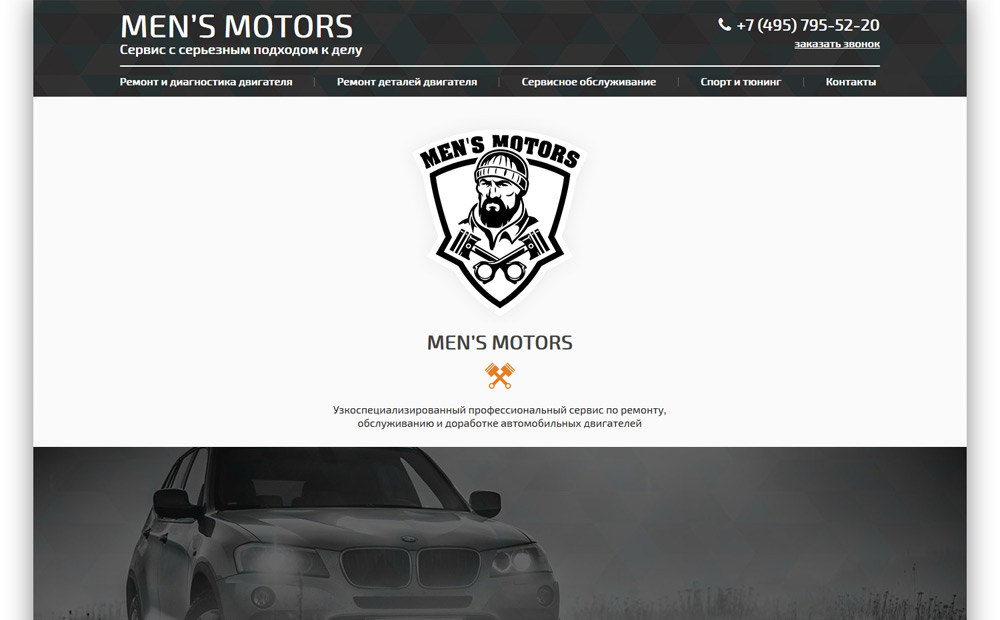 MEN'S MOTORS
Сервис с серьезным подходом к делу
+7 (495) 795-52-20
заказать звонок
Ремонт и диагностика двигателя
Ремонт деталей двигателя
Сервисное обслуживание
Спорт и тюнинг
Контакты
MEN'S MOTORS
MEN'S MOTORS
Узкоспециализированный профессиональный сервис по ремонту,
обслуживанию и доработке автомобильных двигателей